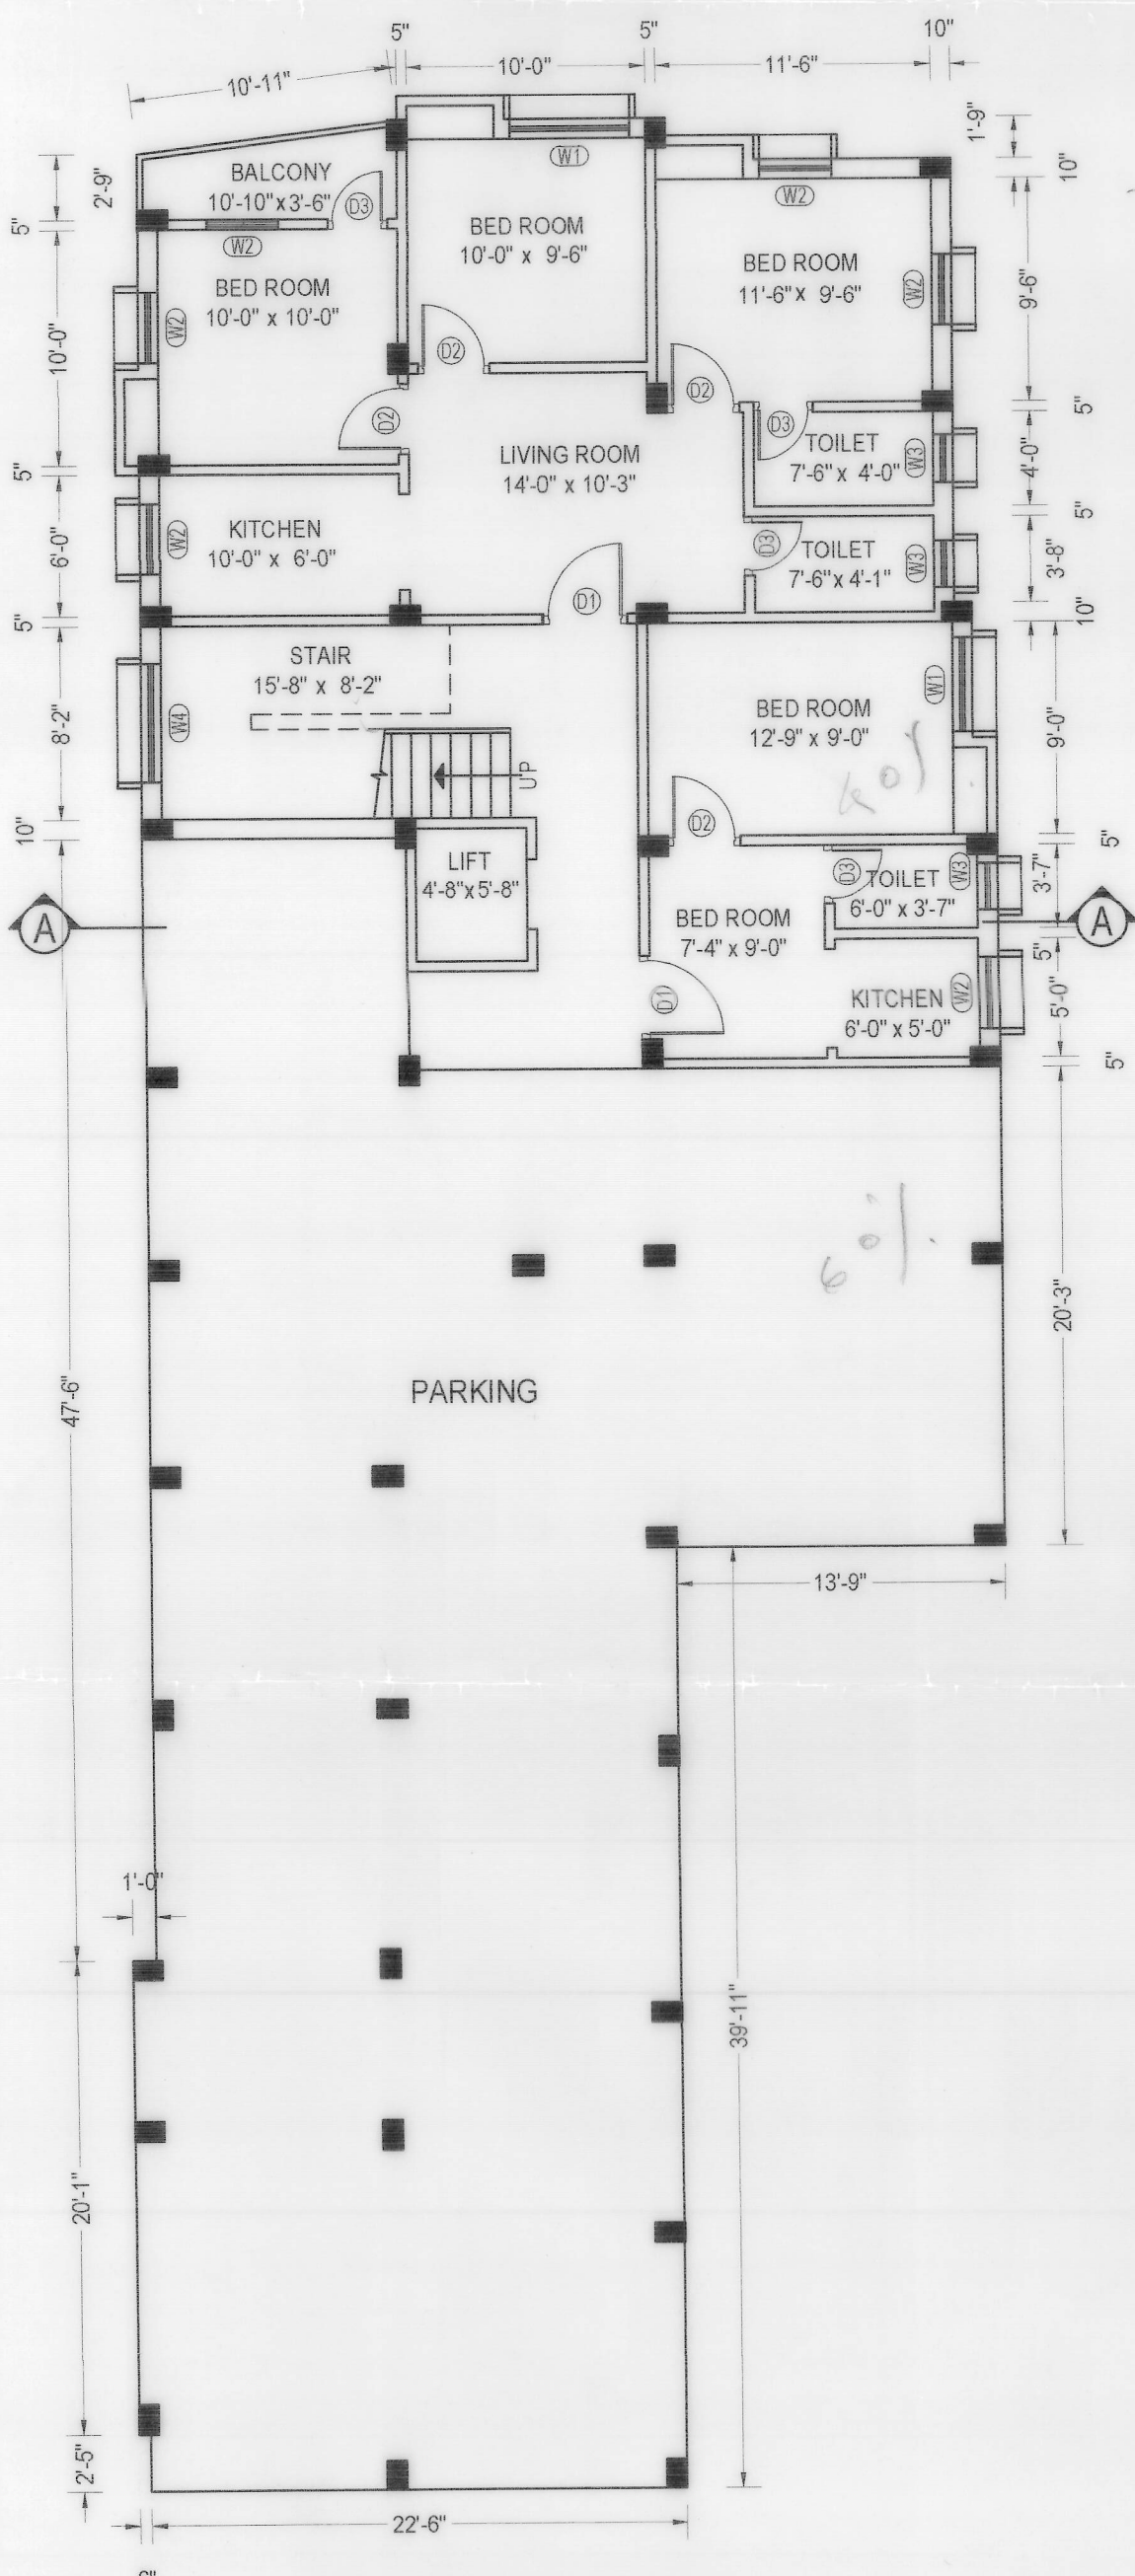 5"
5"
10"
10'-11"
10'-0"
11'-6"
1'-9"
10"
2'-9"
5"
BALCONY
10'-10"x3'-6"
D3
W1
W2
W2
BED ROOM
10'-0" x 9'-6"
BED ROOM
11'-6"x 9'-6"
W2
9'-6"
BED ROOM
10'-0" x 10'-0"
W2
10'-0"
D2
D2
D2
D3
5"
TOILET
7'-6"x 4'-0"
W3
4'-0"
LIVING ROOM
14'-0" x 10'-3"
5"
5"
KITCHEN
10'-0" x 6'-0"
W2
6'-0"
D3
TOILET
7'-6"x 4'-1"
W3
3'-8"
D1
5"
10"
STAIR
15'-8" x 8'-2"
W4
8'-2"
UP
BED ROOM
12'-9" x 9'-0"
W1
9'-0"
10"
D2
5"
LIFT
4'-8"x5'-8"
D3
TOILET
6'-0" x 3'-7"
W3
3'-7"
A
A
BED ROOM
7'-4" x 9'-0"
5"
D1
KITCHEN
6'-0" x 5'-0"
W2
5'-0"
5"
20'-3"
PARKING
47'-6"
13'-9"
1'-0"
39'-11"
20'-1"
2'-5"
22'-6"